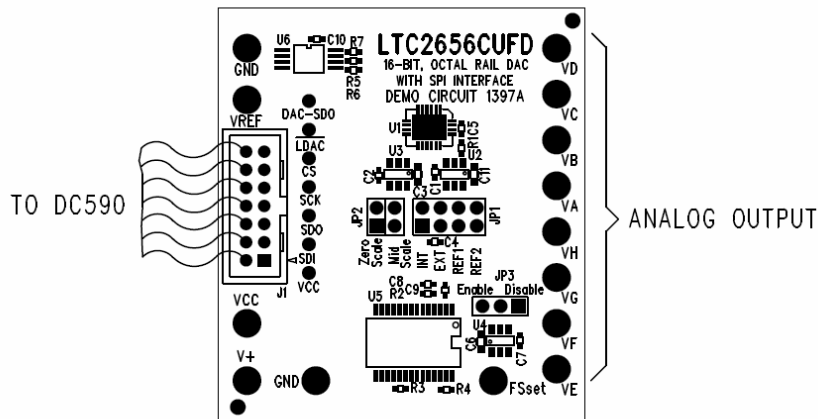 LTC2656CUFD
16-BIT, OCTAL RAIL DAC
WITH SPI INTERFACE
DEMO CIRCUIT 1397A
U6
C10
R7
R5
R6
GND
VREF
DAC-SDO
LDAC
CS
SCK
SDO
SDI
VCC
J1
TO DC590
U1
C5
R1
U3
U2
C2
C1
C11
C3
JP2
JP1
Zero Scale
Mid Scale
INT
EXT
REF1
REF2
C4
JP3
Enable Disable
C8
C9
R2
U5
U4
C6
C7
R3
R4
VCC
V+
GND
FSset
VD
VC
VB
VA
VH
VG
VF
VE
ANALOG OUTPUT